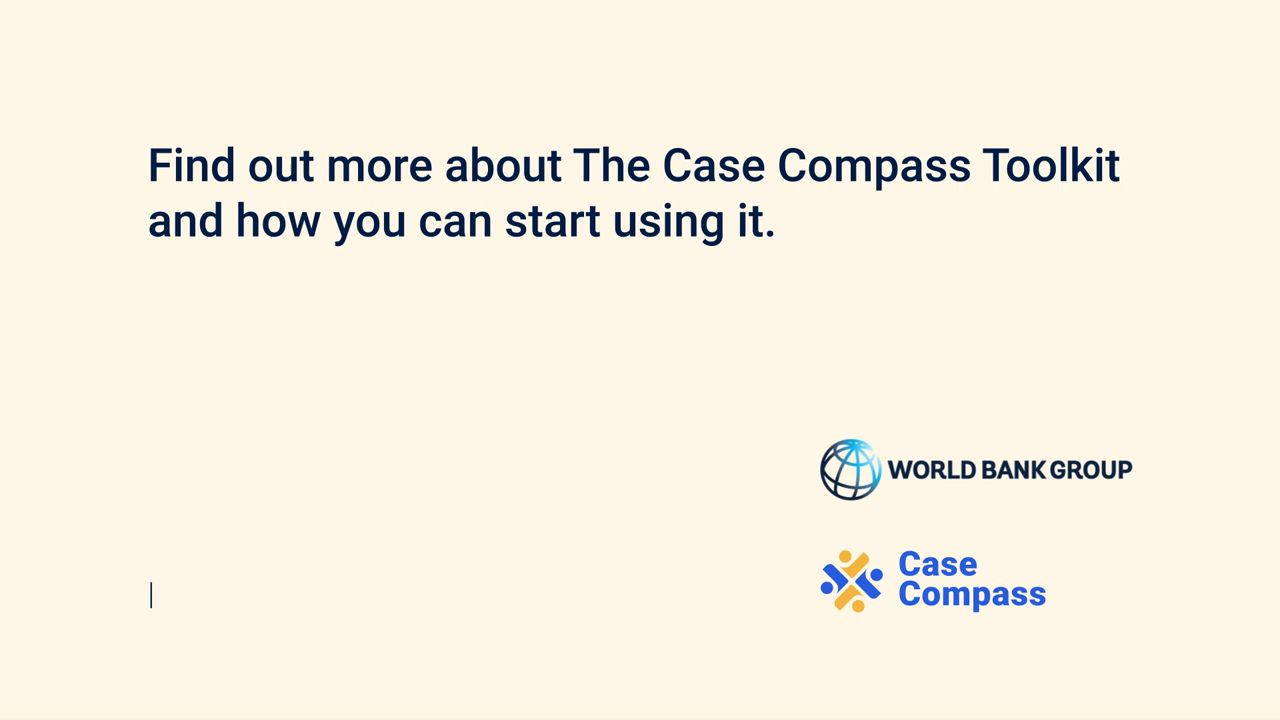 Find out more about The Case Compass Toolkit
and how you can start using it.
WORLD BANK GROUP
Case
Compass